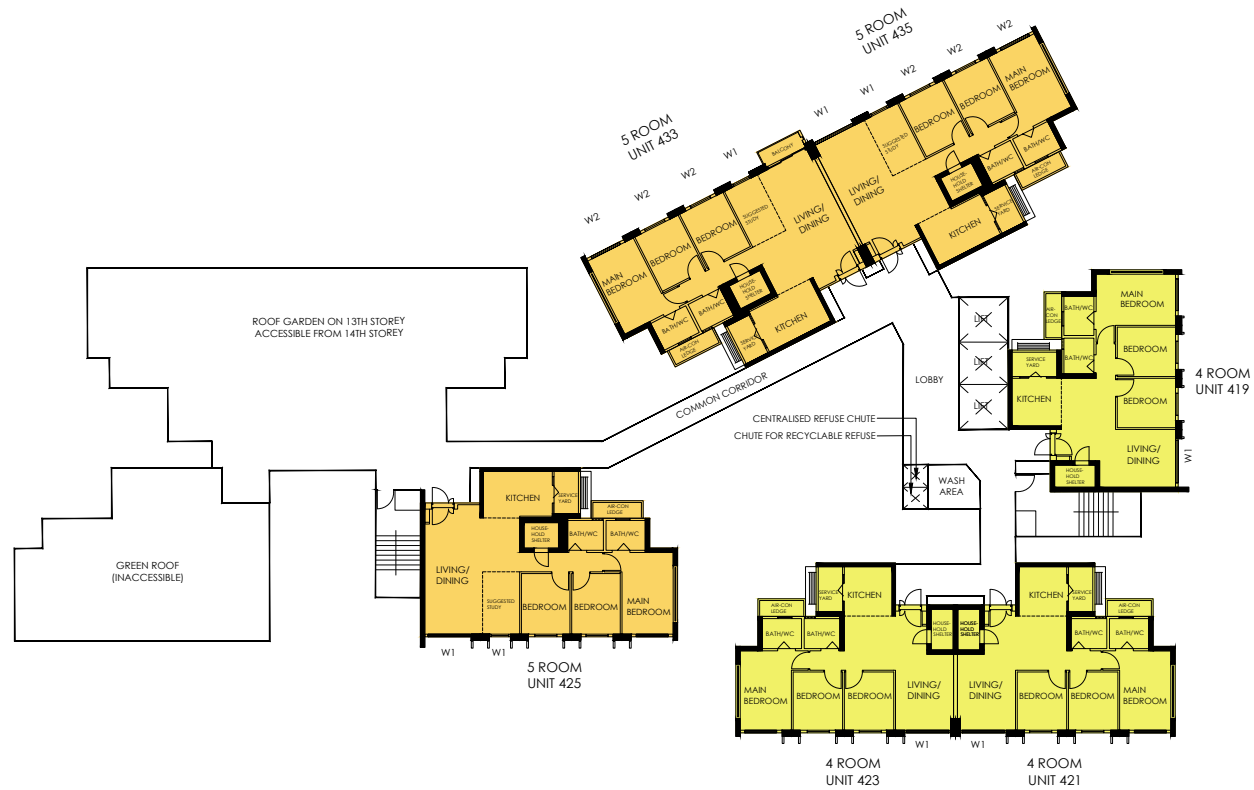 5 ROOM
UNIT 435
W2
W2
W2
W1
W1
MAIN
BEDROOM
BEDROOM
BEDROOM
SUGGESTED
STUDY
LIVING/
DINING
BATH/WC
BATH/WC
AIR-CON
LEDGE
HOUSE-
HOLD
SHELTER
SERVICE
YARD
KITCHEN
5 ROOM
UNIT 433
W1
W2
W2
W2
BALCONY
SUGGESTED
STUDY
LIVING/
DINING
BEDROOM
BEDROOM
MAIN
BEDROOM
BATH/WC
BATH/WC
HOUSE-
HOLD
SHELTER
AIR-CON
LEDGE
SERVICE
YARD
KITCHEN
ROOF GARDEN ON 13TH STOREY
ACCESSIBLE FROM 14TH STOREY
COMMON CORRIDOR
LOBBY
LIFT
LIFT
LIFT
CENTRALISED REFUSE CHUTE
CHUTE FOR RECYCLABLE REFUSE
WASH
AREA
MAIN
BEDROOM
AIR-
CON
LEDGE
BATH/WC
BATH/WC
BEDROOM
SERVICE
YARD
KITCHEN
BEDROOM
LIVING/
DINING
HOUSE-
HOLD
SHELTER
W1
4 ROOM
UNIT 419
GREEN ROOF
(INACCESSIBLE)
KITCHEN
SERVICE
YARD
AIR-CON
LEDGE
HOUSE-
HOLD
SHELTER
BATH/WC
BATH/WC
LIVING/
DINING
SUGGESTED
STUDY
BEDROOM
BEDROOM
MAIN
BEDROOM
W1
W1
5 ROOM
UNIT 425
SERVICE
YARD
KITCHEN
AIR-CON
LEDGE
BATH/WC
BATH/WC
HOUSE-
HOLD
SHELTER
MAIN
BEDROOM
BEDROOM
BEDROOM
LIVING/
DINING
W1
4 ROOM
UNIT 423
KITCHEN
SERVICE
YARD
AIR-CON
LEDGE
HOUSE-
HOLD
SHELTER
BATH/WC
BATH/WC
LIVING/
DINING
BEDROOM
BEDROOM
MAIN
BEDROOM
W1
4 ROOM
UNIT 421